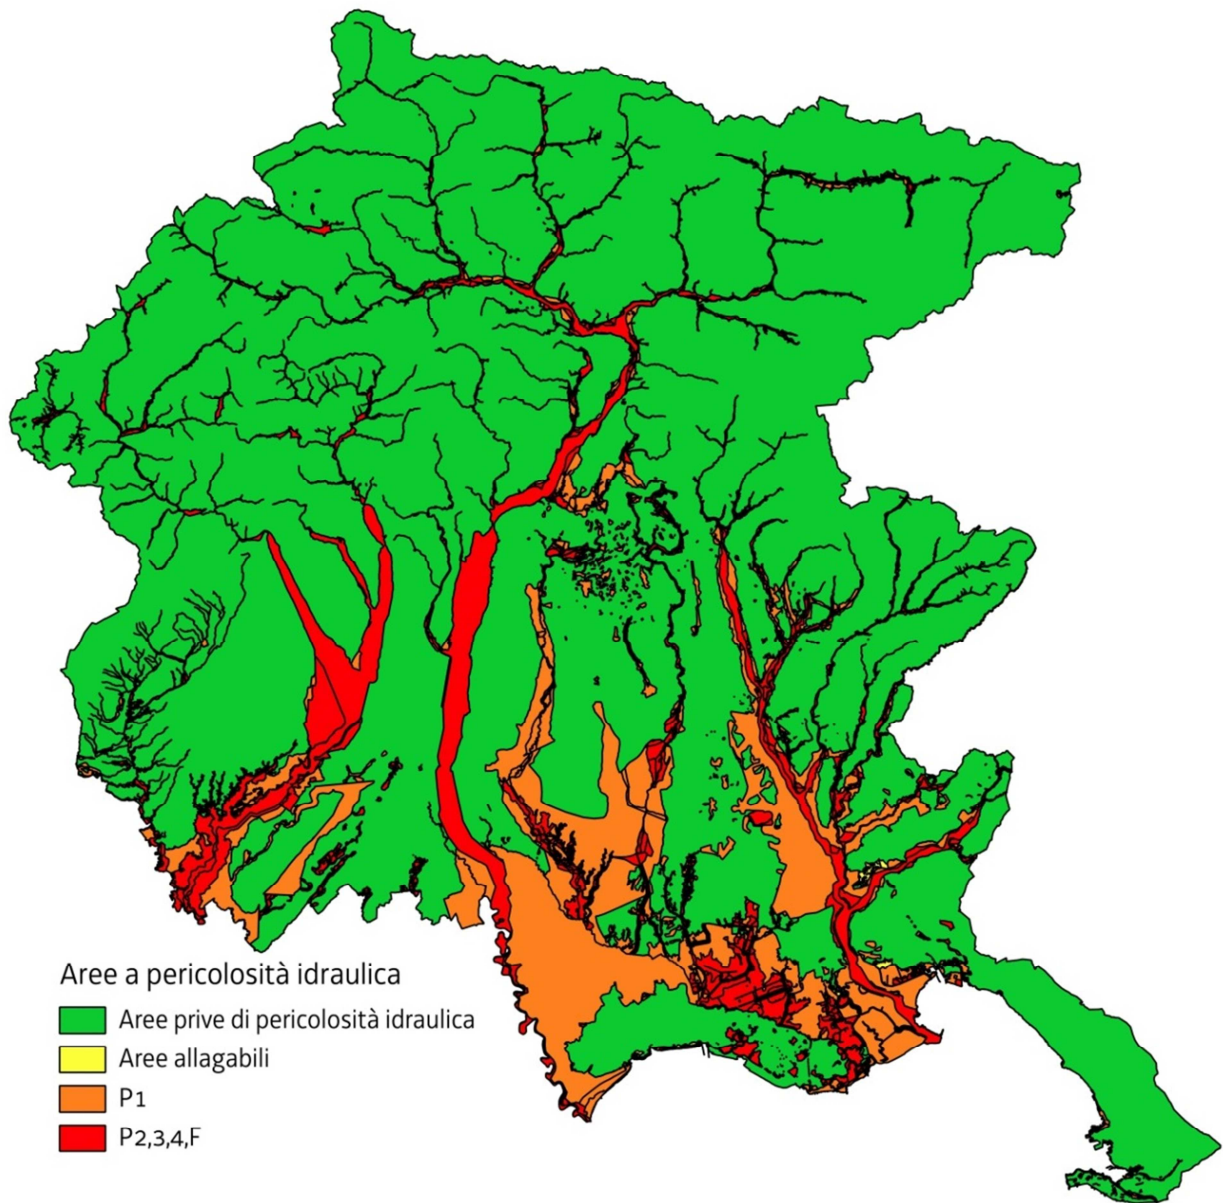 Aree a pericolosità idraulica
Aree prive di pericolosità idraulica
Aree allagabili
P1
P2,3,4,F